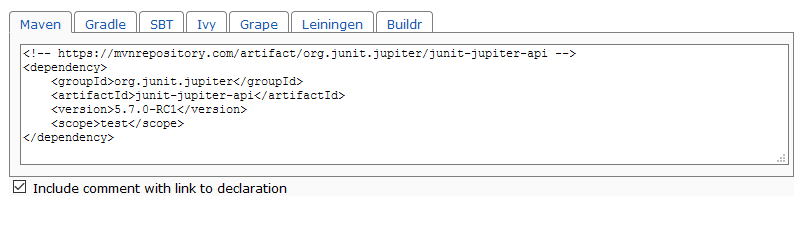 Maven Gradle SBT Ivy Grape Leiningen Buildr
<!-- https://mvnrepository.com/artifact/org.junit.jupiter/junit-jupiter-api -->
<dependency>
    <groupId>org.junit.jupiter</groupId>
    <artifactId>junit-jupiter-api</artifactId>
    <version>5.7.0-RC1</version>
    <scope>test</scope>
</dependency>
Include comment with link to declaration